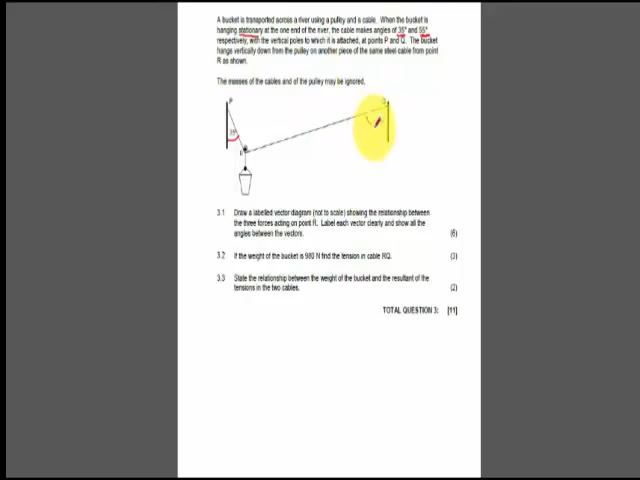 A bucket is transported across a river using a pulley and a cable. When the bucket is
hanging stationary at the one end of the river, the cable makes angles of 35° and 55°
respectively, with the vertical poles to which it is attached, at points P and Q. The bucket
hangs vertically down from the pulley on another piece of the same steel cable from point
R as shown.
The masses of the cables and of the pulley may be ignored.
P
35°
3.1 Draw a labelled vector diagram (not to scale) showing the relationship between
the three forces acting on point R. Label each vector clearly and show all the
angles between the vectors. (6)
3.2 If the weight of the bucket is 980 N find the tension in cable RQ. (3)
3.3 State the relationship between the weight of the bucket and the resultant of the
tensions in the two cables. (2)
TOTAL QUESTION 3: [11]